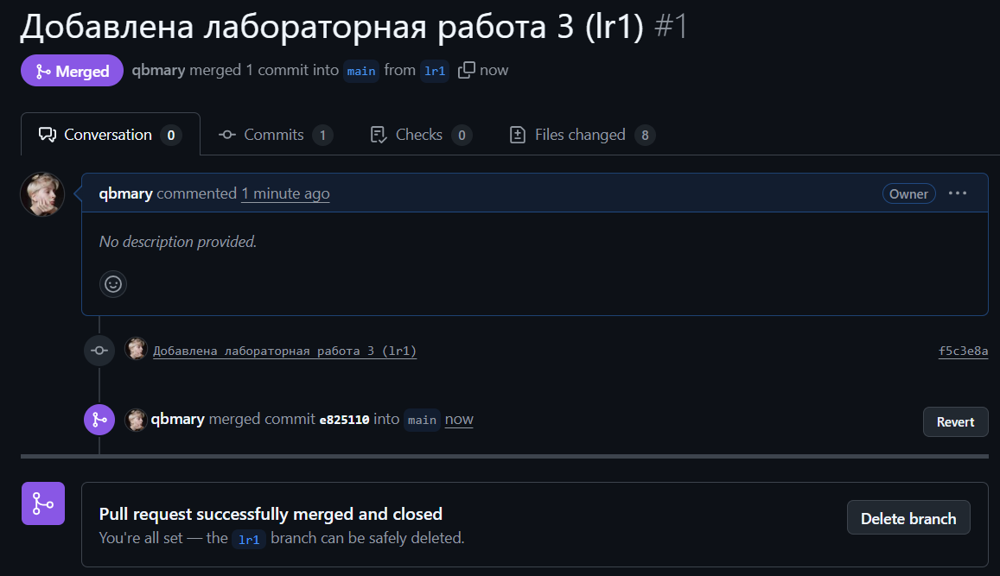 Добавлена лабораторная работа 3 (lr1) #1
Merged qbmary merged 1 commit into main from lr1 now
Conversation 0 Commits 1 Checks 0 Files changed 8
qbmary commented 1 minute ago Owner
No description provided.
Добавлена лабораторная работа 3 (lr1) f5c3e8a
qbmary merged commit e825110 into main now
Revert
Pull request successfully merged and closed
Delete branch
You're all set — the lr1 branch can be safely deleted.